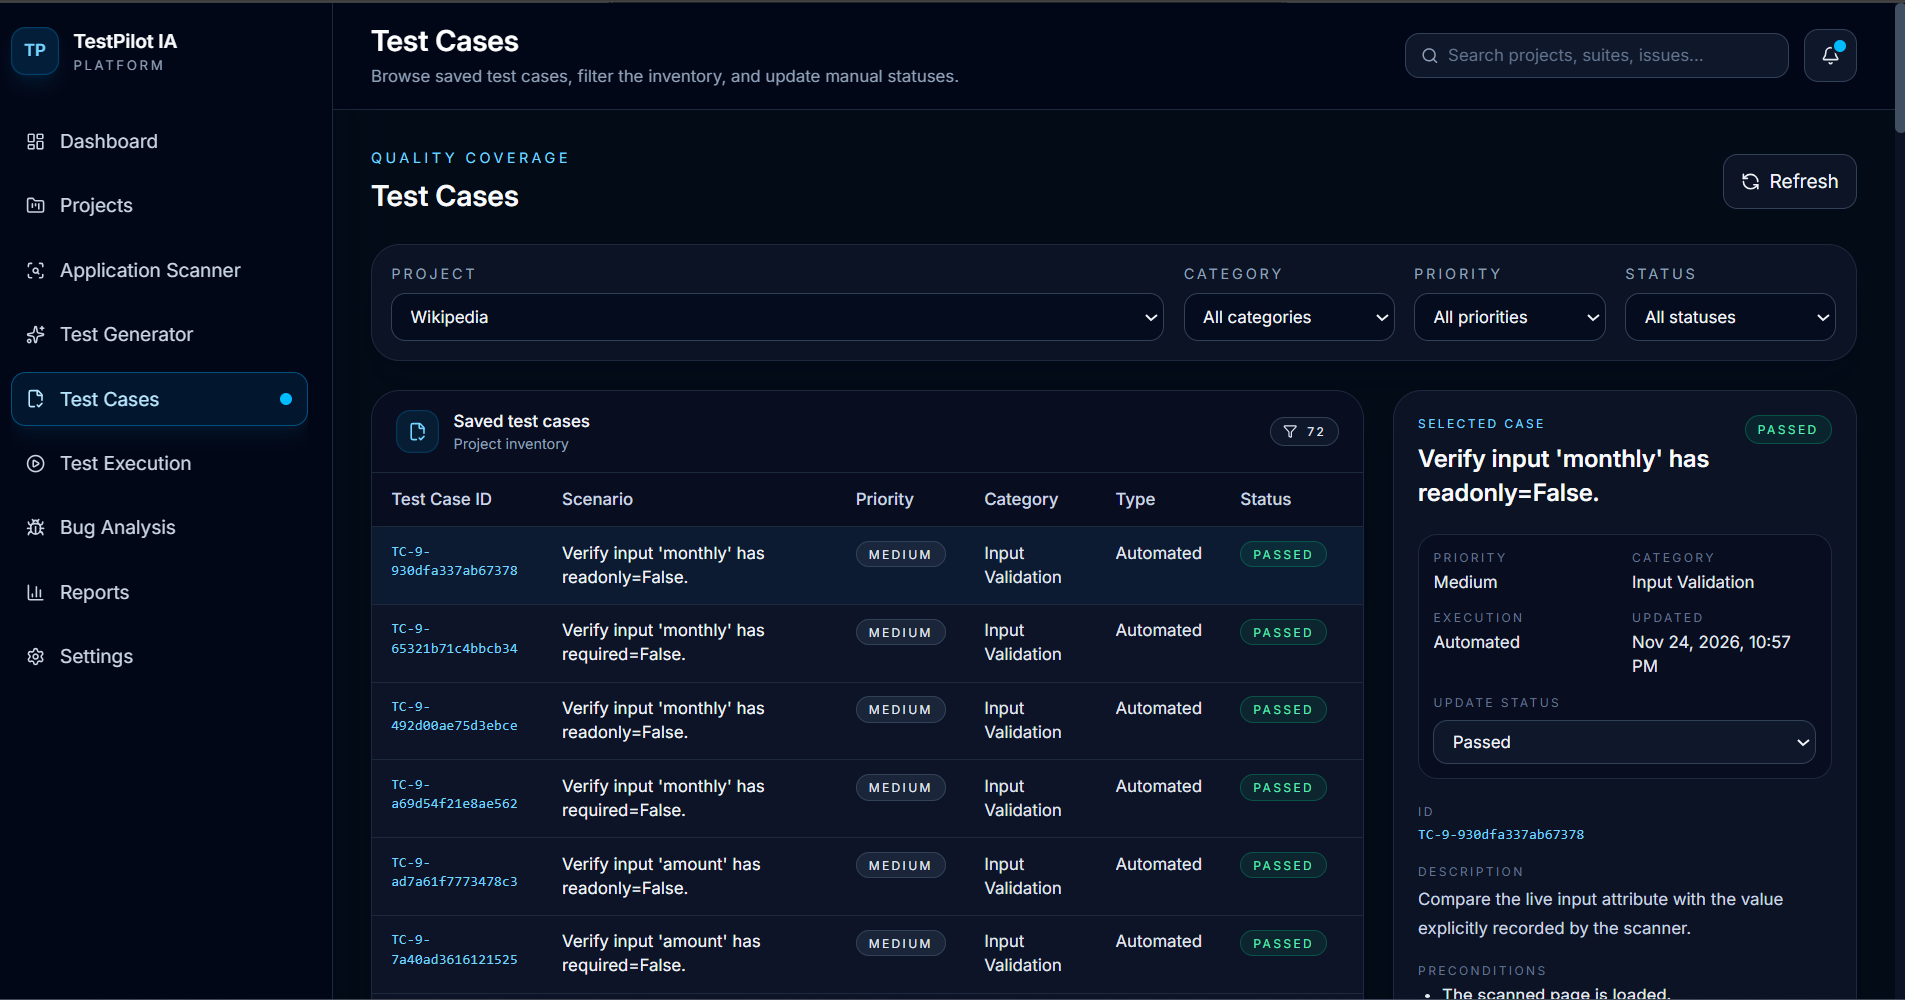 TP
TestPilot IA
PLATFORM
Dashboard
Projects
Application Scanner
Test Generator
Test Cases
Test Execution
Bug Analysis
Reports
Settings
Test Cases
Browse saved test cases, filter the inventory, and update manual statuses.
Search projects, suites, issues...
QUALITY COVERAGE
Test Cases
Refresh
PROJECT
Wikipedia
CATEGORY
All categories
PRIORITY
All priorities
STATUS
All statuses
Saved test cases
Project inventory
72
Test Case ID Scenario Priority Category Type Status
TC-9-
930dfa337ab67378
Verify input 'monthly' has
readonly=False.
MEDIUM
Input
Validation
Automated
PASSED
TC-9-
65321b71c4bbcb34
Verify input 'monthly' has
required=False.
MEDIUM
Input
Validation
Automated
PASSED
TC-9-
492d00ae75d3ebce
Verify input 'monthly' has
readonly=False.
MEDIUM
Input
Validation
Automated
PASSED
TC-9-
a69d54f21e8ae562
Verify input 'monthly' has
required=False.
MEDIUM
Input
Validation
Automated
PASSED
TC-9-
ad7a61f7773478c3
Verify input 'amount' has
readonly=False.
MEDIUM
Input
Validation
Automated
PASSED
TC-9-
7a40ad3616121525
Verify input 'amount' has
required=False.
MEDIUM
Input
Validation
Automated
PASSED
SELECTED CASE
PASSED
Verify input 'monthly' has
readonly=False.
PRIORITY
Medium
CATEGORY
Input Validation
EXECUTION
Automated
UPDATED
Nov 24, 2026, 10:57
PM
UPDATE STATUS
Passed
ID
TC-9-930dfa337ab67378
DESCRIPTION
Compare the live input attribute with the value
explicitly recorded by the scanner.
PRECONDITIONS
• The scanned page is loaded.